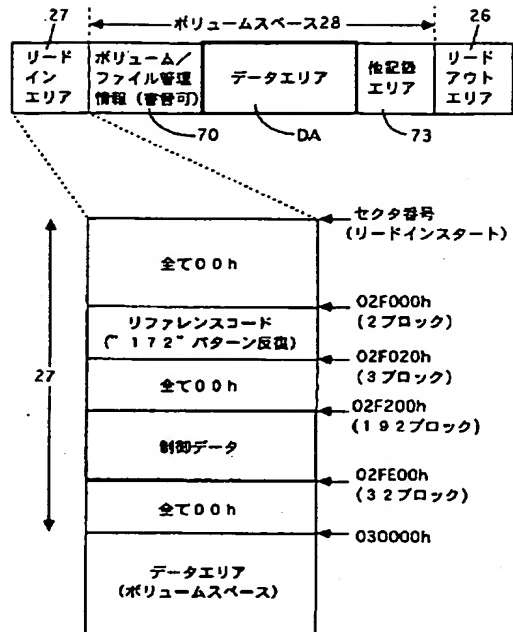 27
ボリュームスペース28
26
リード
イン
エリア
ボリューム／
ファイル管理
情報（書替可）
データエリア
他記録
エリア
リード
アウト
エリア
70
DA
73
セクタ番号
(リードインスタート)
全て００ｈ
02F000h
(２ブロック)
リファレンスコード
("１７２"パターン反復)
02F020h
(３ブロック)
27
全て００ｈ
02F200h
(１９２ブロック)
制御データ
02FE00h
(３２ブロック)
全て００ｈ
030000h
データエリア
(ボリュームスペース)